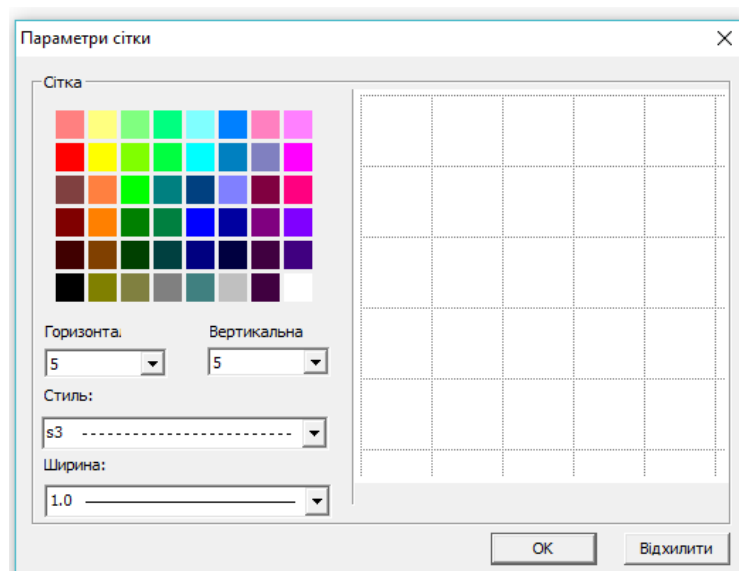 Параметри сітки
Сітка
Горизонта. Вертикальна
5 5
Стиль:
s3
Ширина:
1.0
OK Відхилити